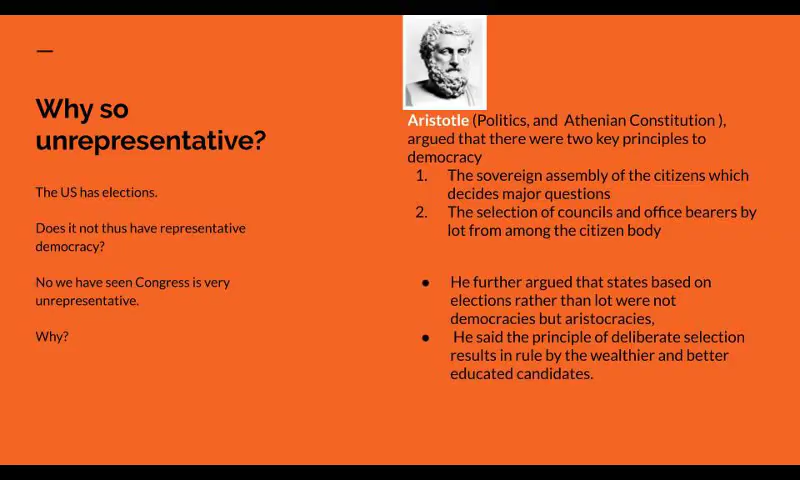 Why so
unrepresentative?
The US has elections.
Does it not thus have representative
democracy?
No we have seen Congress is very
unrepresentative.
Why?
Aristotle (Politics, and Athenian Constitution ),
argued that there were two key principles to
democracy
1. The sovereign assembly of the citizens which
decides major questions
2. The selection of councils and office bearers by
lot from among the citizen body
● He further argued that states based on
elections rather than lot were not
democracies but aristocracies,
● He said the principle of deliberate selection
results in rule by the wealthier and better
educated candidates.